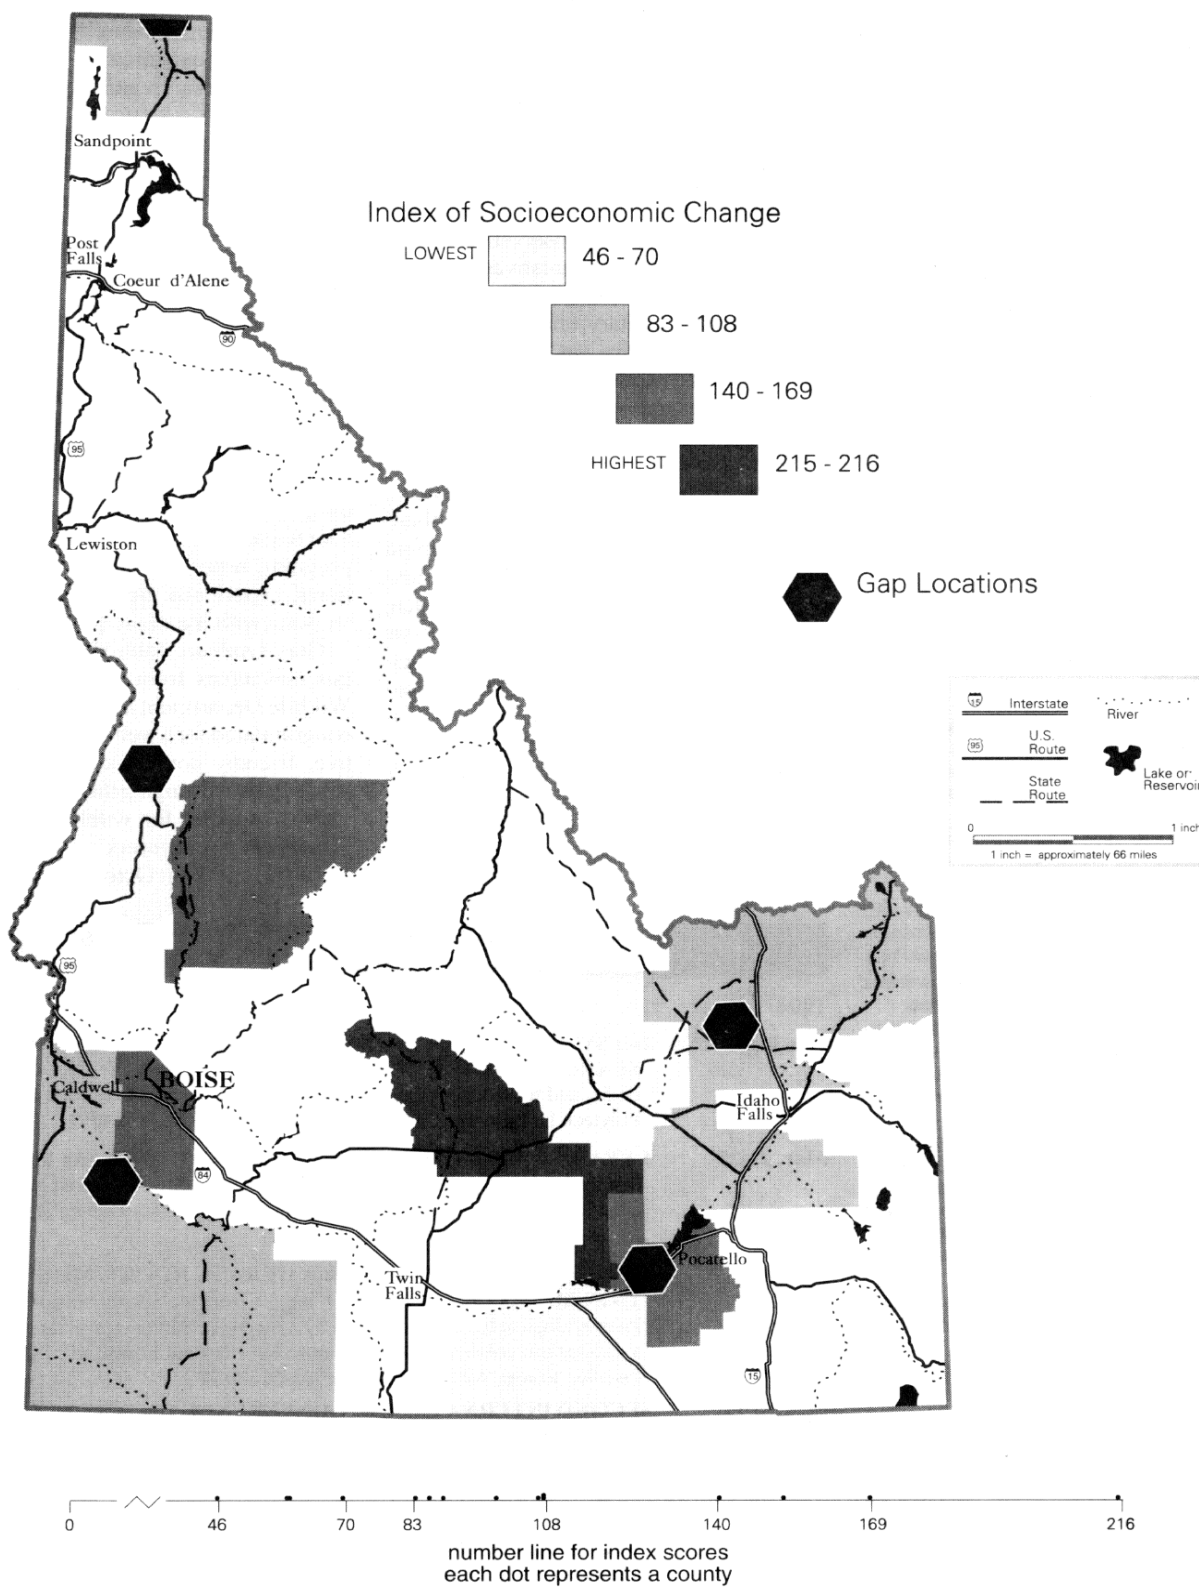 Sandpoint
Post
Falls
Coeur d'Alene
90
95
Lewiston
Index of Socioeconomic Change
LOWEST
46 - 70
83 - 108
140 - 169
HIGHEST
215 - 216
Gap Locations
15
Interstate
River
95
U.S.
Route
Lake or
State
Route
0
1 inch
1 inch = approximately 66 miles
95
Caldwell
BOISE
84
Idaho
Falls
Twin
Falls
Pocatello
15
0
46
70
83
108
140
169
216
number line for index scores
each dot represents a county